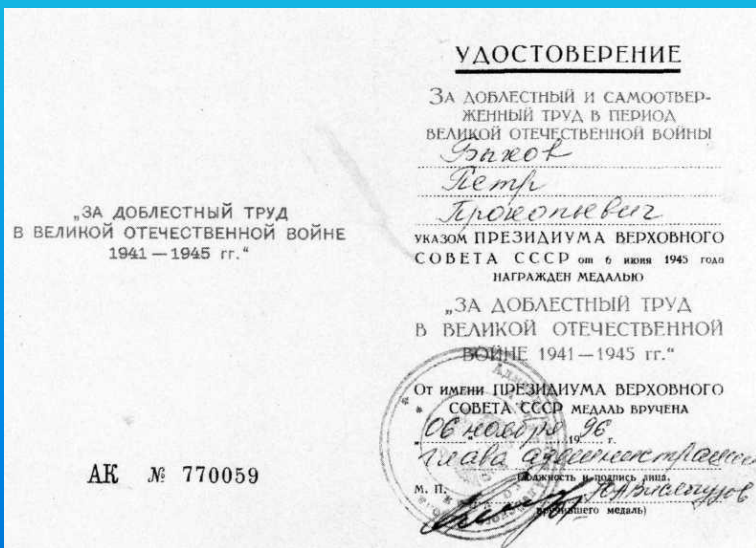 „ЗА ДОБЛЕСТНЫЙ ТРУД
В ВЕЛИКОЙ ОТЕЧЕСТВЕННОЙ ВОЙНЕ
1941 — 1945 гг.“
АК № 770059
УДОСТОВЕРЕНИЕ
ЗА ДОБЛЕСТНЫЙ И САМООТВЕР-
ЖЕННЫЙ ТРУД В ПЕРИОД
ВЕЛИКОЙ ОТЕЧЕСТВЕННОЙ ВОЙНЫ
Быков
Петр
Прокопьевич
УКАЗОМ ПРЕЗИДИУМА ВЕРХОВНОГО
СОВЕТА СССР от 6 июня 1945 года
НАГРАЖДЕН МЕДАЛЬЮ
„ЗА ДОБЛЕСТНЫЙ ТРУД
В ВЕЛИКОЙ ОТЕЧЕСТВЕННОЙ
ВОЙНЕ 1941—1945 гг.“
ОТ ИМЕНИ ПРЕЗИДИУМА ВЕРХОВНОГО
СОВЕТА СССР МЕДАЛЬ ВРУЧЕНА
„06 ноября 1996 г.
глава администрации
(Должность и подпись лица,
М. П.
вручившего медаль)